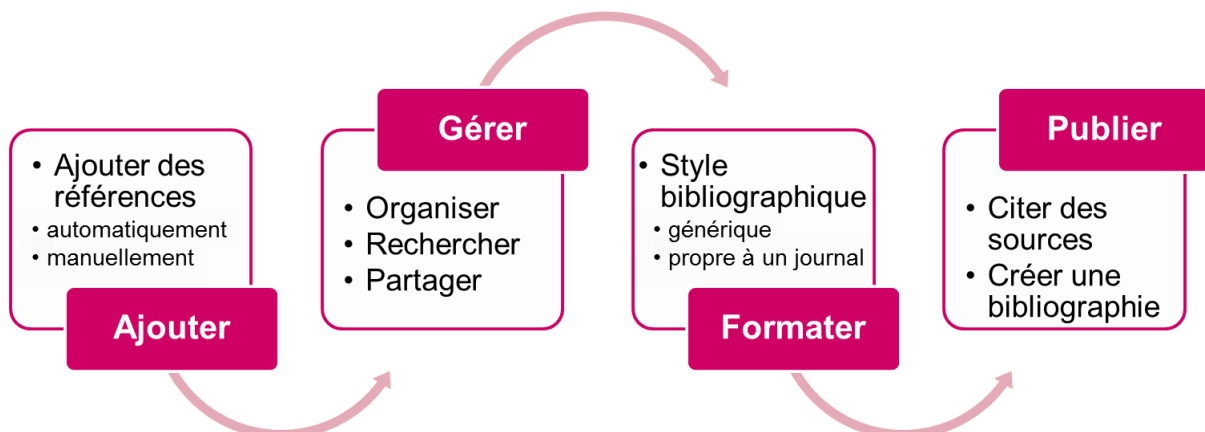 • Ajouter des
références
• automatiquement
• manuellement
Ajouter
Gérer
• Organiser
• Rechercher
• Partager
• Style
bibliographique
• générique
• propre à un journal
Formater
Publier
• Citer des
sources
• Créer une
bibliographie